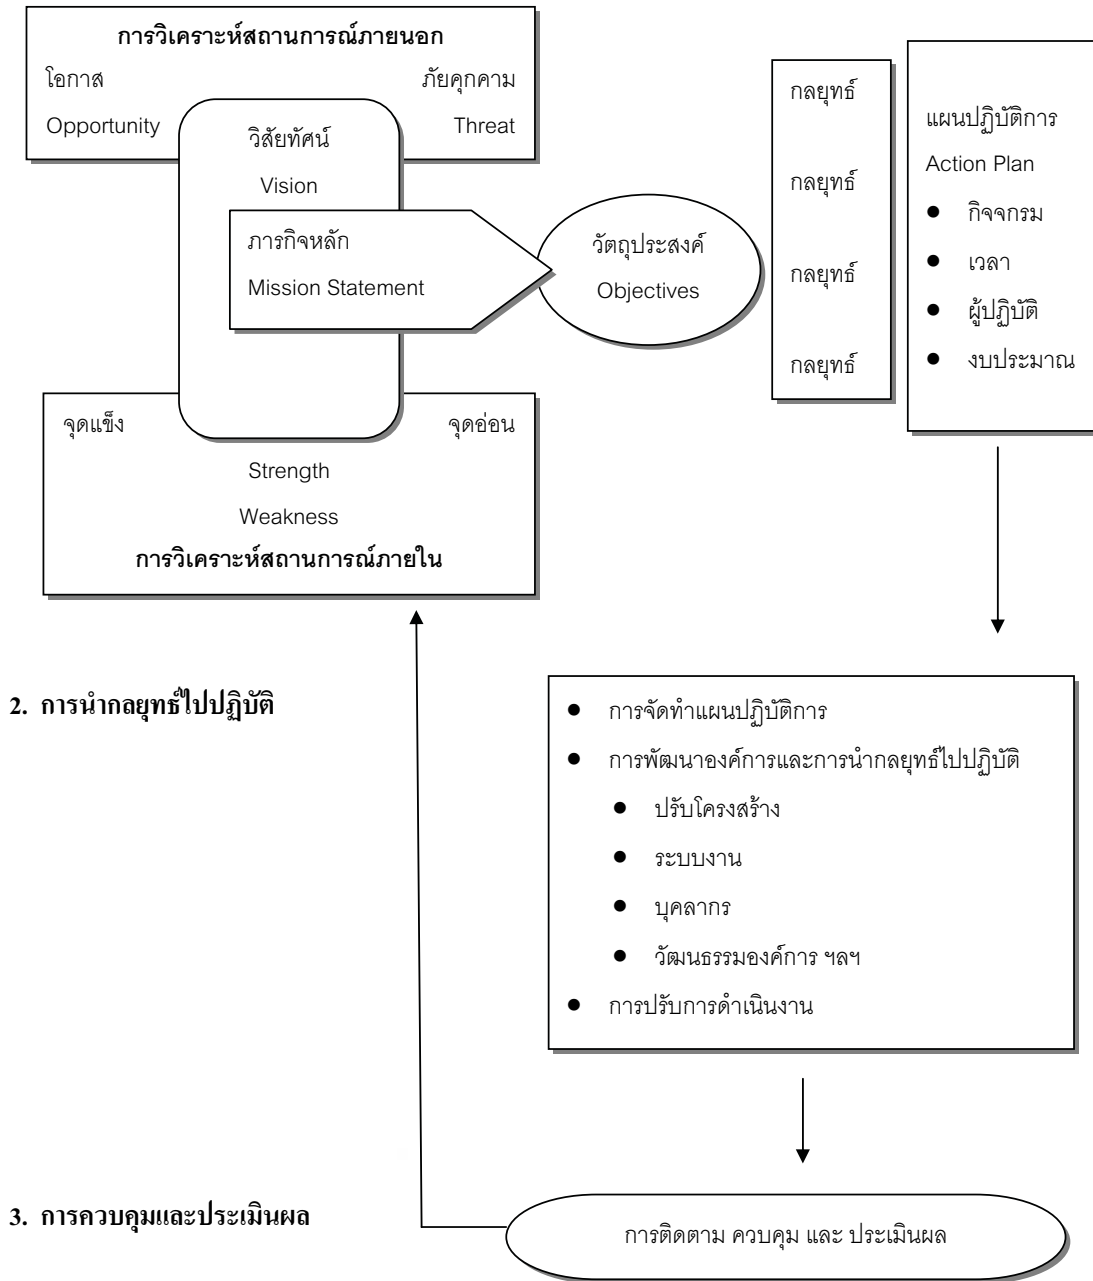 การวิเคราะห์สถานการณ์ภายนอก
โอกาส ภัยคุกคาม
Opportunity Threat
วิสัยทัศน์
Vision
ภารกิจหลัก
Mission Statement
วัตถุประสงค์
Objectives
กลยุทธ์
กลยุทธ์
กลยุทธ์
กลยุทธ์
แผนปฏิบัติการ
Action Plan
● กิจจกรม
● เวลา
● ผู้ปฏิบัติ
● งบประมาณ
จุดแข็ง จุดอ่อน
Strength
Weakness
การวิเคราะห์สถานการณ์ภายใน
2. การนำกลยุทธ์ไปปฏิบัติ
● การจัดทำแผนปฏิบัติการ
● การพัฒนาองค์การและการนำกลยุทธ์ไปปฏิบัติ
● ปรับโครงสร้าง
● ระบบงาน
● บุคลากร
● วัฒนธรรมองค์การ ฯลฯ
● การปรับการดำเนินงาน
3. การควบคุมและประเมินผล
การติดตาม ควบคุม และ ประเมินผล